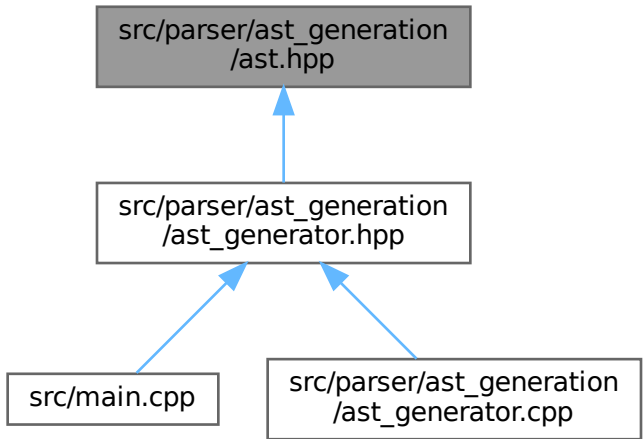 src/parser/ast_generation
/ast.hpp
src/parser/ast_generation
/ast_generator.hpp
src/main.cpp
src/parser/ast_generation
/ast_generator.cpp